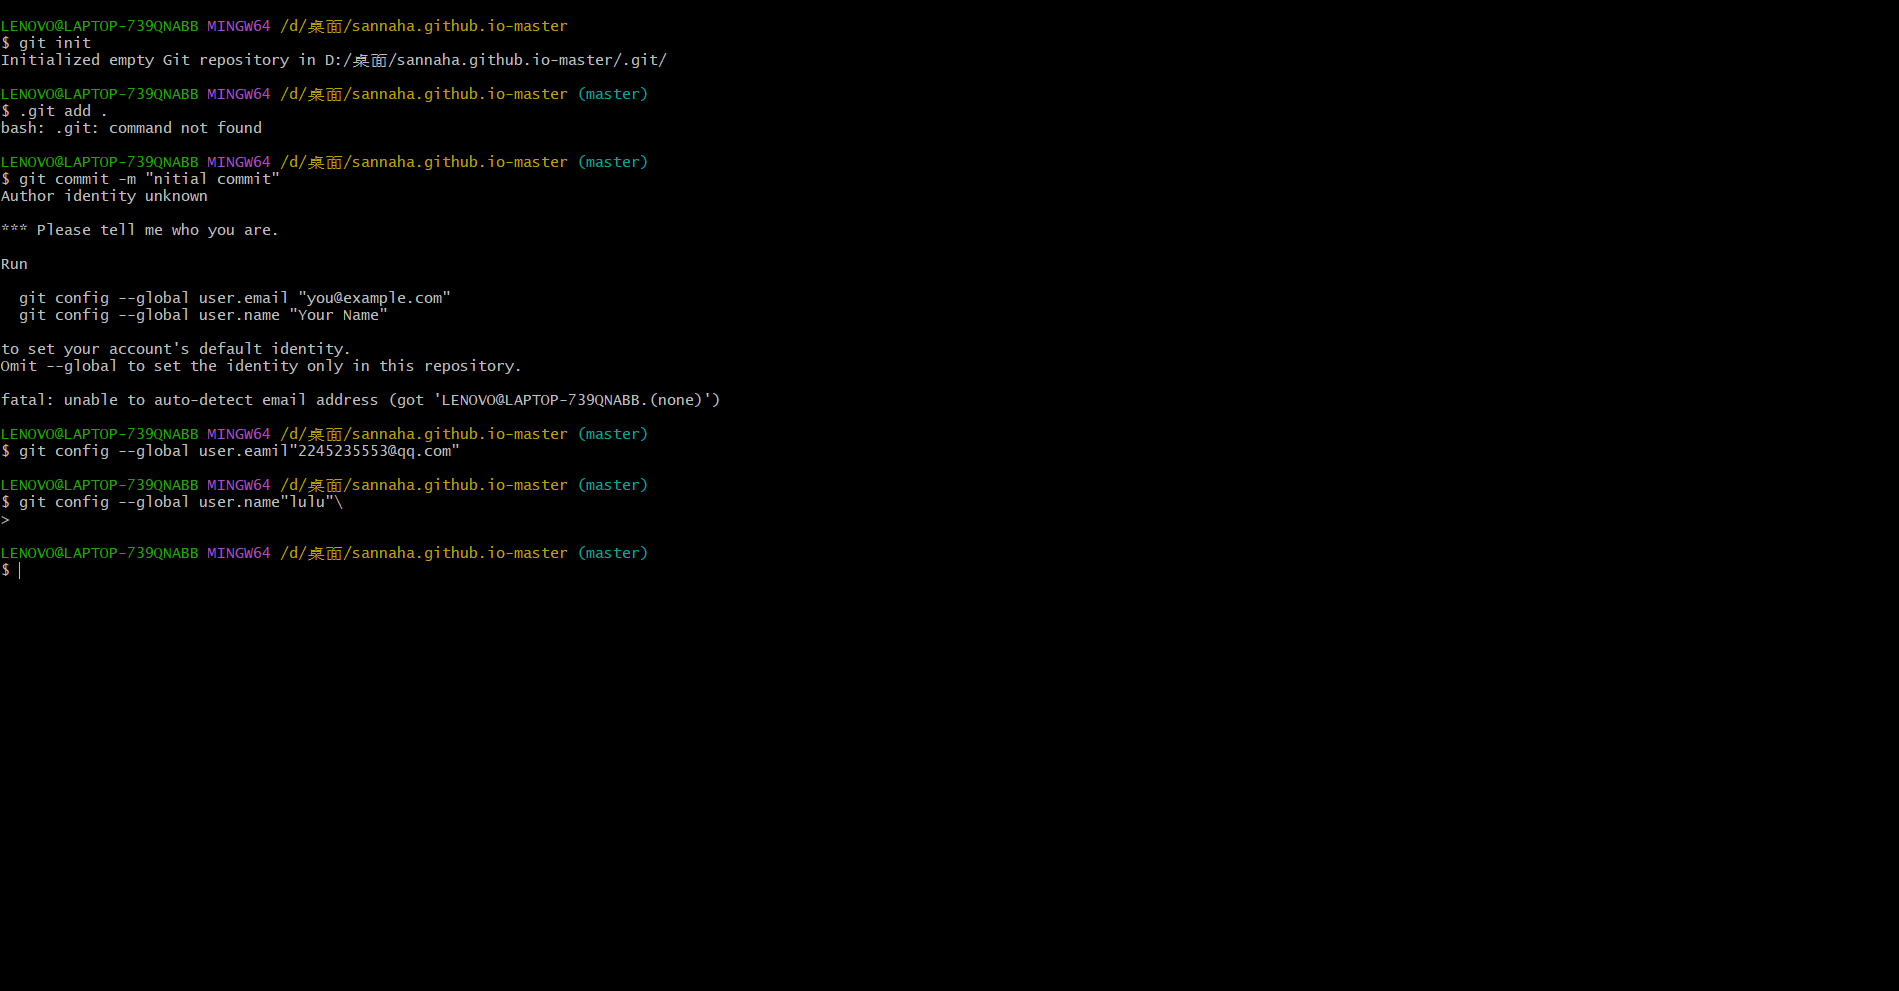 LENOVO@LAPTOP-739QNABB MINGW64 /d/桌面/sannaha.github.io-master
$ git init
Initialized empty Git repository in D:/桌面/sannaha.github.io-master/.git/
LENOVO@LAPTOP-739QNABB MINGW64 /d/桌面/sannaha.github.io-master (master)
$ .git add .
bash: .git: command not found
LENOVO@LAPTOP-739QNABB MINGW64 /d/桌面/sannaha.github.io-master (master)
$ git commit -m "nitial commit"
Author identity unknown
*** Please tell me who you are.
Run
  git config --global user.email "you@example.com"
  git config --global user.name "Your Name"
to set your account's default identity.
Omit --global to set the identity only in this repository.
fatal: unable to auto-detect email address (got 'LENOVO@LAPTOP-739QNABB.(none)')
LENOVO@LAPTOP-739QNABB MINGW64 /d/桌面/sannaha.github.io-master (master)
$ git config --global user.eamil"2245235553@qq.com"
LENOVO@LAPTOP-739QNABB MINGW64 /d/桌面/sannaha.github.io-master (master)
$ git config --global user.name"lulu"\
>
LENOVO@LAPTOP-739QNABB MINGW64 /d/桌面/sannaha.github.io-master (master)
$